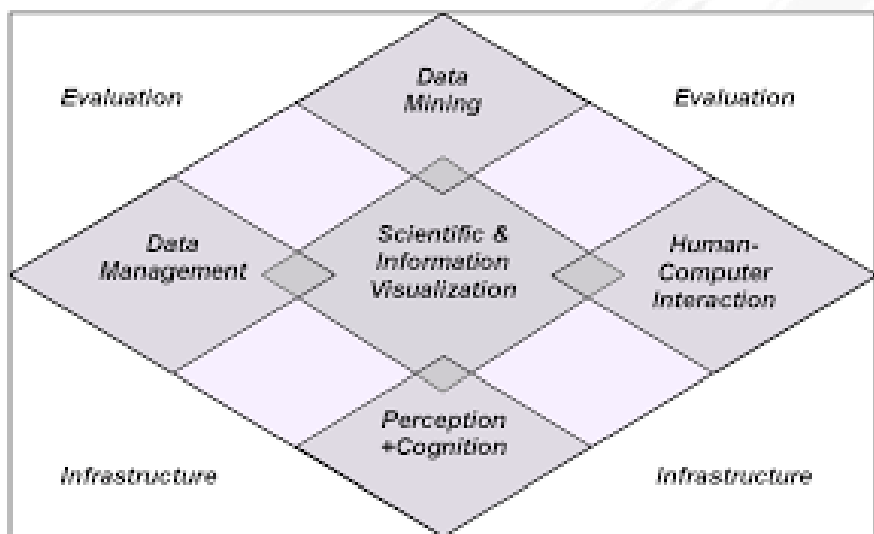 Data
Mining
Evaluation
Evaluation
Data
Management
Scientific &
Information
Visualization
Human-
Computer
Interaction
Perception
+Cognition
Infrastructure
Infrastructure